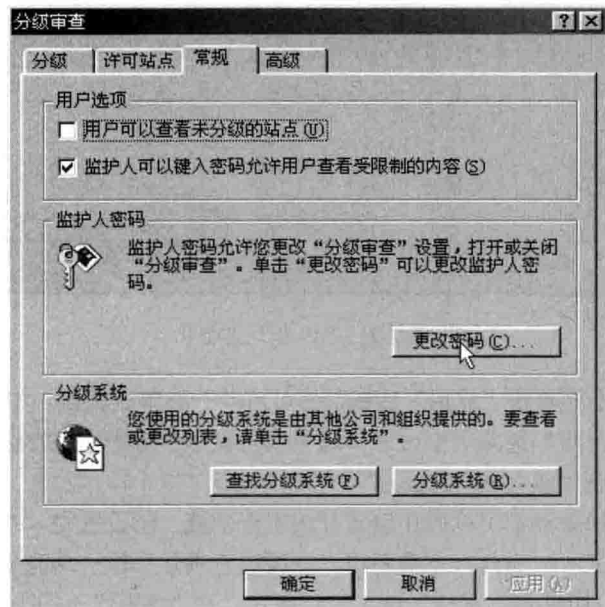 分级审查
分级 许可站点 常规 高级
用户选项
用户可以查看未分级的站点(U)
监护人可以键入密码允许用户查看受限制的内容(S)
监护人密码
监护人密码允许您更改“分级审查”设置，打开或关闭
“分级审查”。单击“更改密码”可以更改监护人密
码。
更改密码(C)...
分级系统
您使用的分级系统是由其他公司和组织提供的。要查看
或更改列表，请单击“分级系统”。
查找分级系统(F) 分级系统(R)...
确定 取消 应用(A)